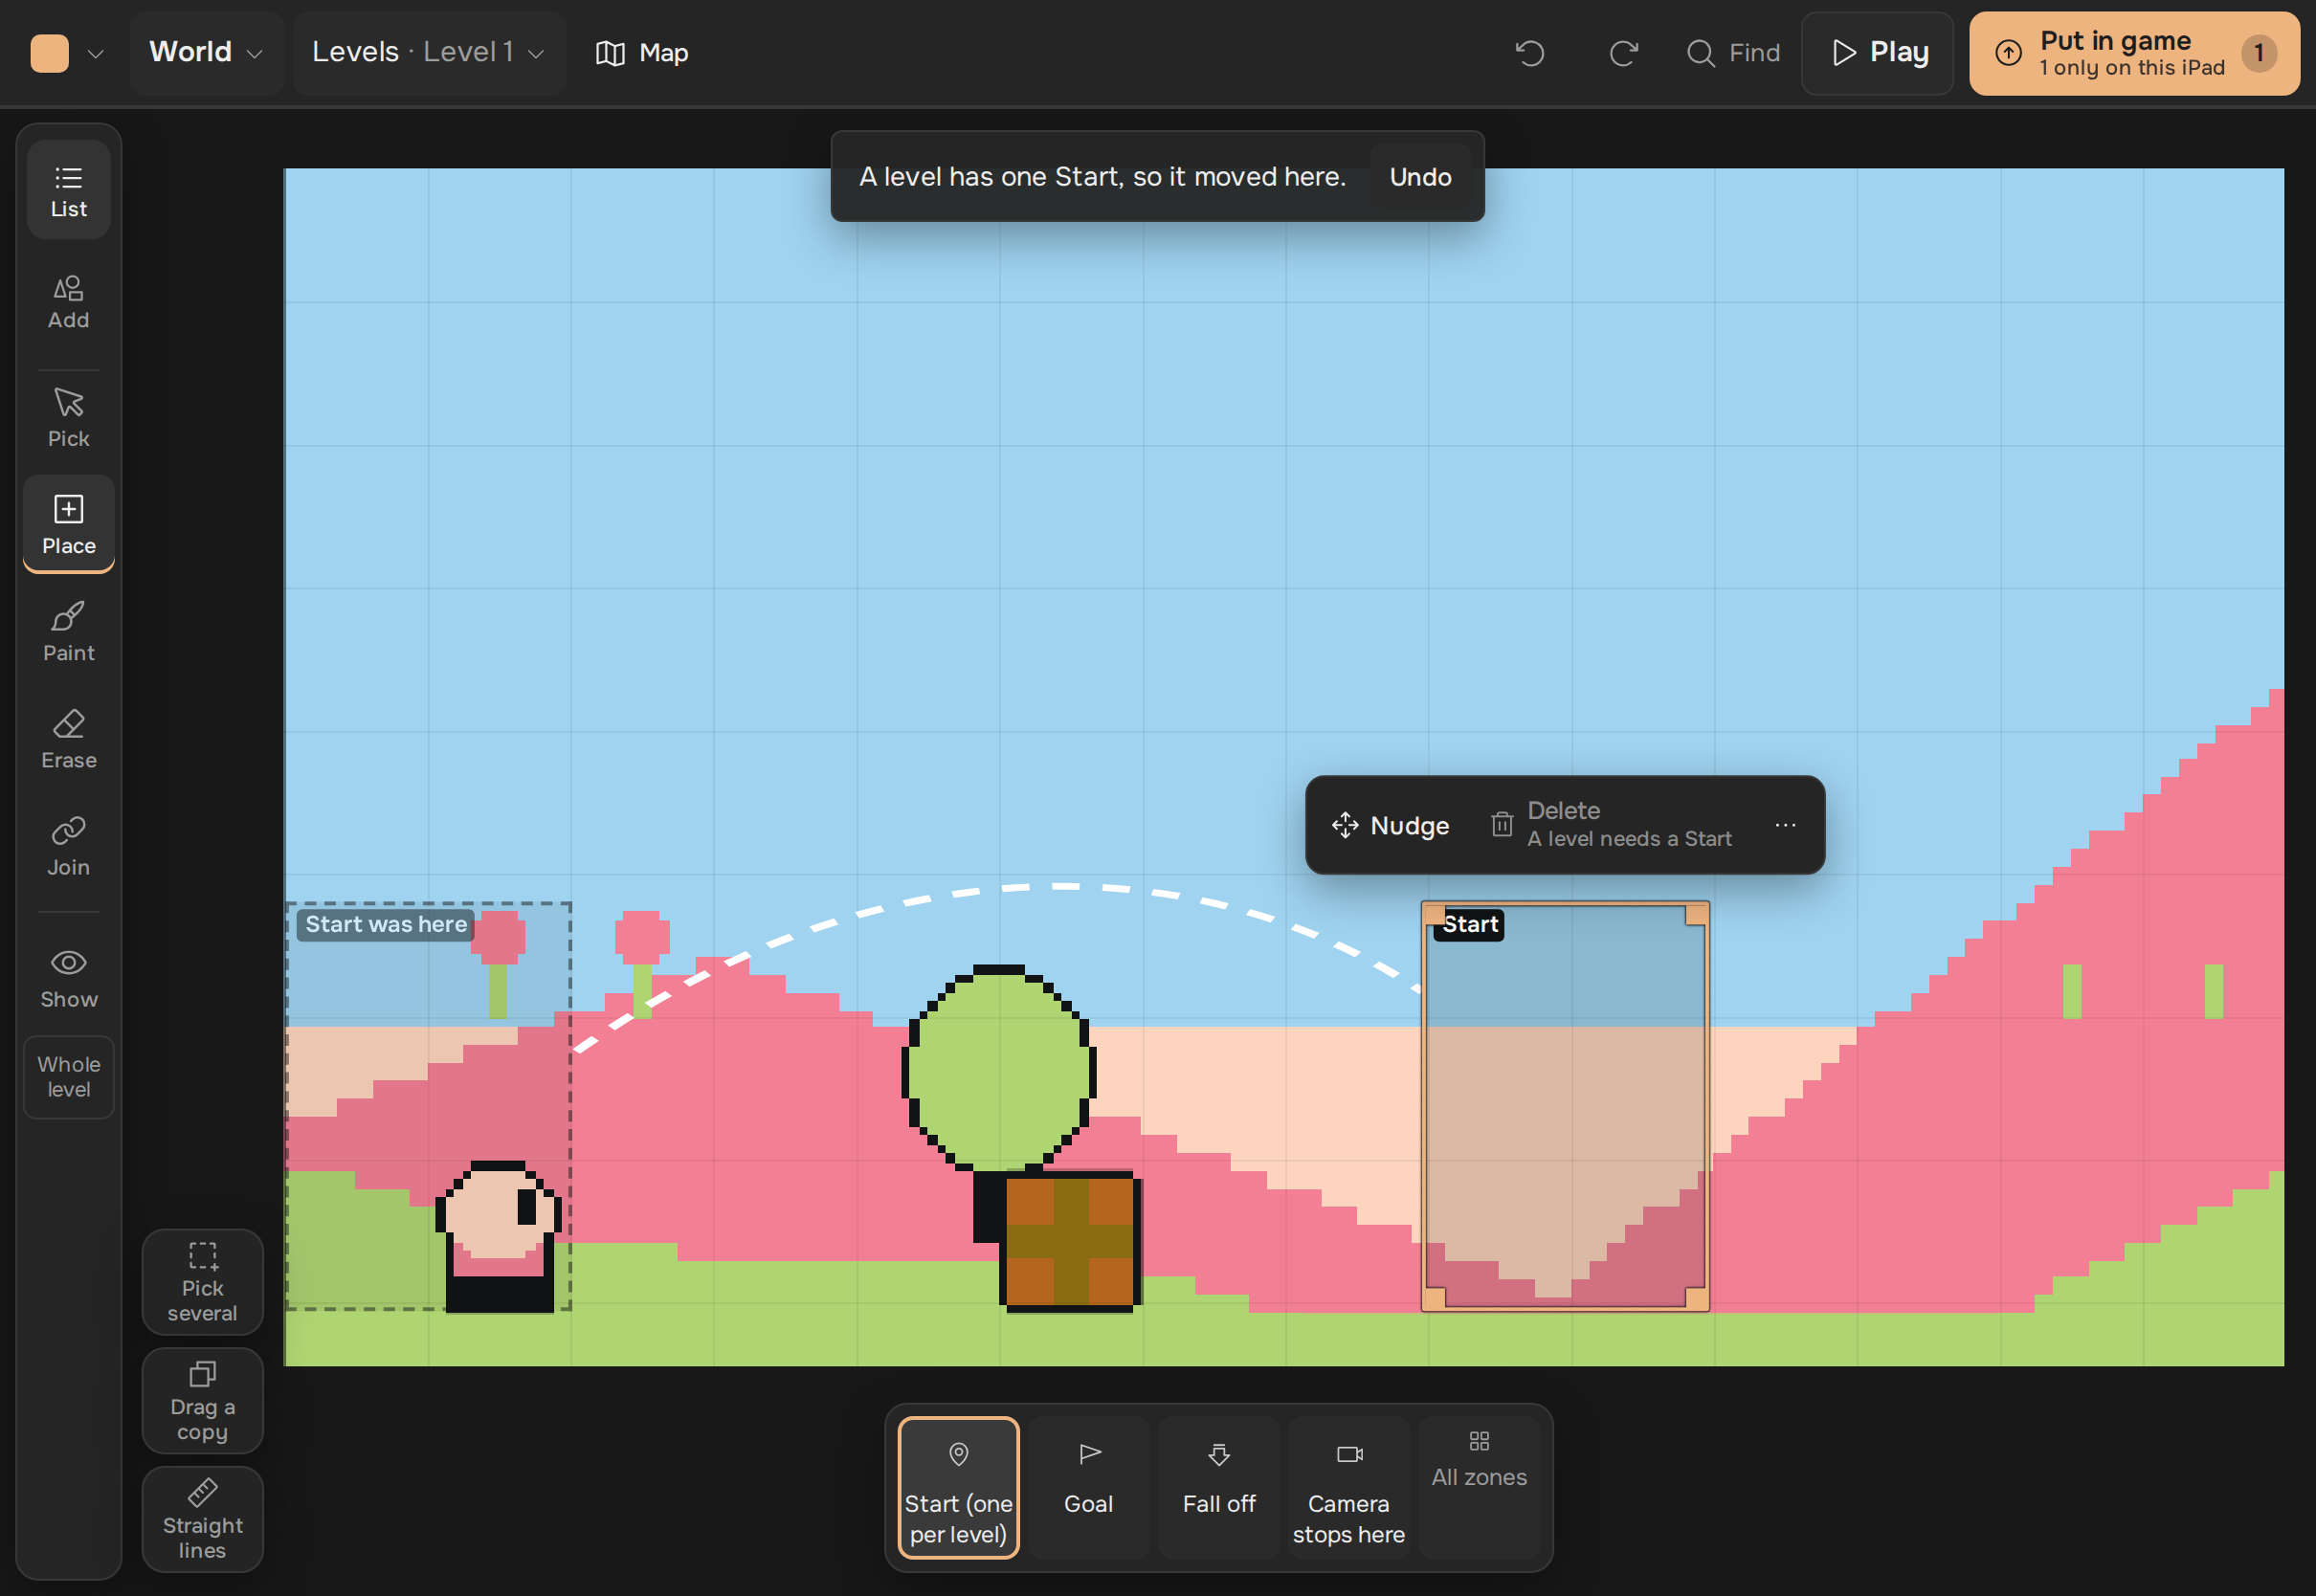 World
Levels · Level 1
Map
Find
Play
Put in game
1 only on this iPad
1
A level has one Start, so it moved here.
Undo
List
Add
Pick
Place
Paint
Erase
Join
Show
Whole
level
Nudge
Delete
A level needs a Start
Start was here
Start
Pick
several
Drag a
copy
Straight
lines
Start (one
per level)
Goal
Fall off
Camera
stops here
All zones